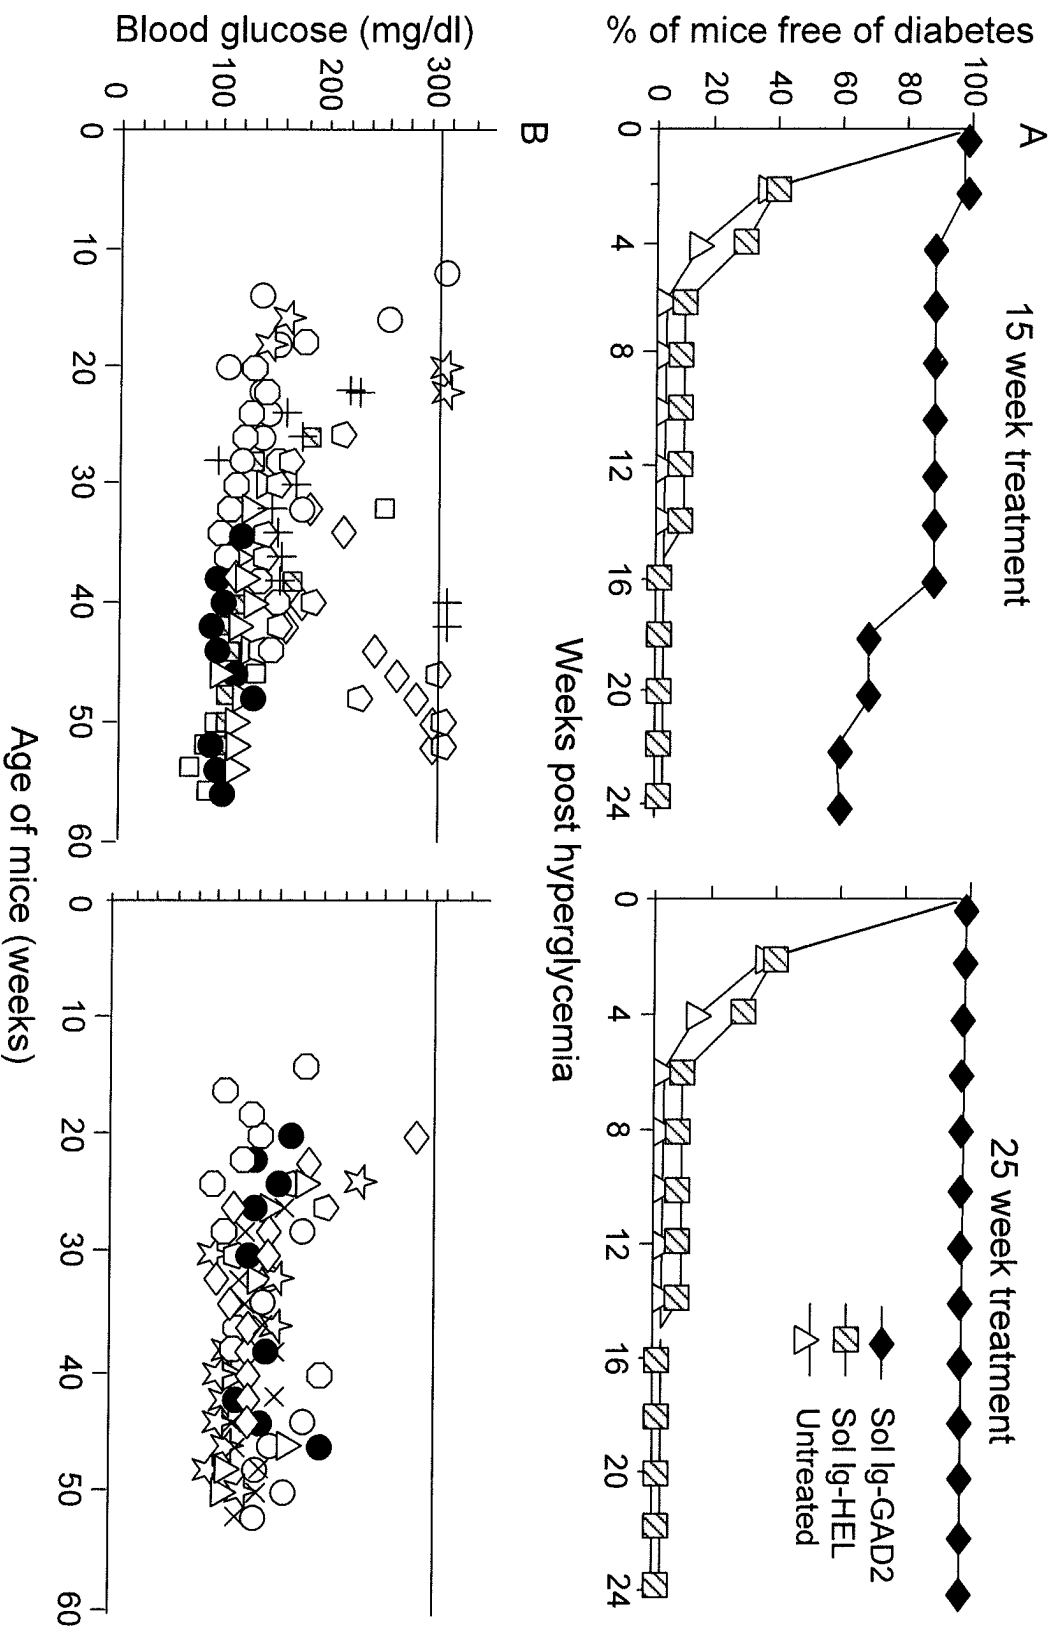 A
15 week treatment
25 week treatment
% of mice free of diabetes
100
80
60
40
20
0
0 4 8 12 16 20 24
0 4 8 12 16 20 24
Sol Ig-GAD2
Sol Ig-HEL
Untreated
Weeks post hyperglycemia
B
Blood glucose (mg/dl)
300
200
100
0
0 10 20 30 40 50 60
0 10 20 30 40 50 60
Age of mice (weeks)